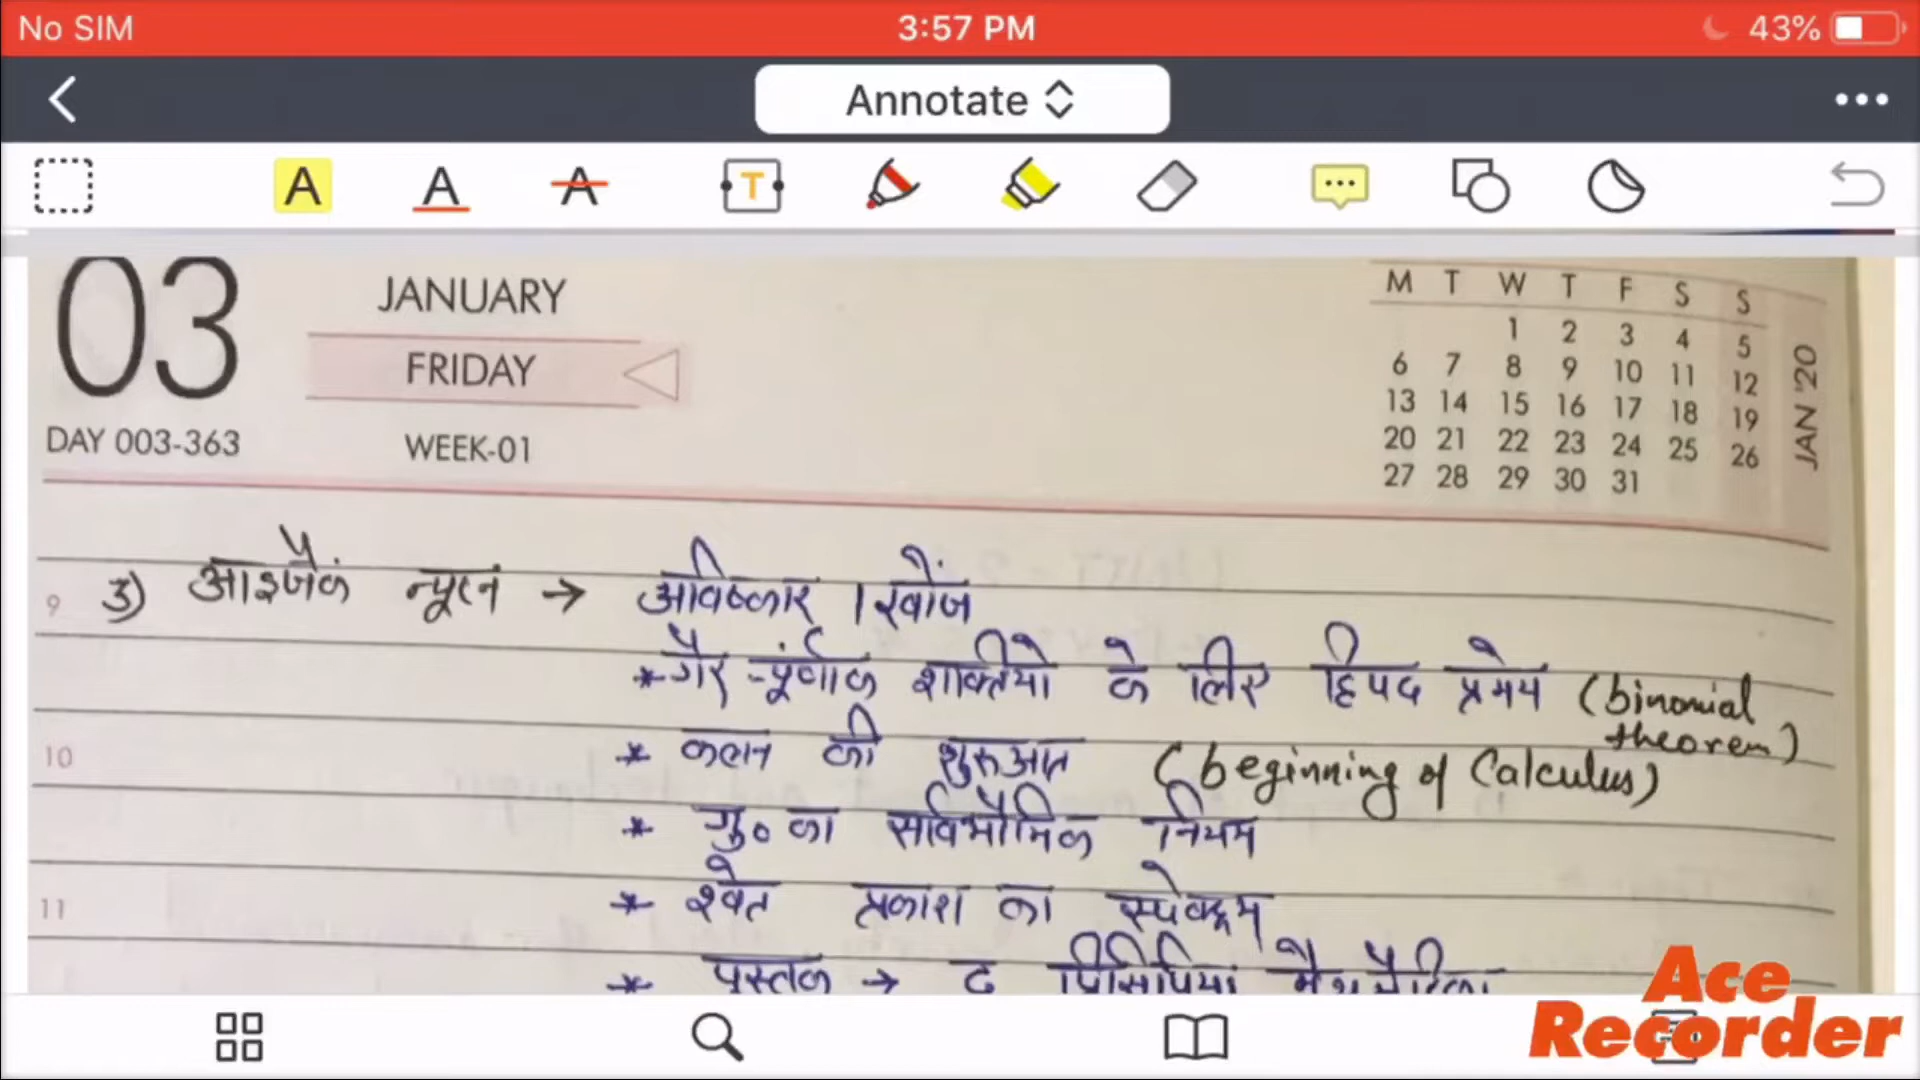 No SIM 3:57 PM 43%
Annotate
A A A T
03 JANUARY
FRIDAY
DAY 003-363 WEEK-01
M T W T F S S
1 2 3 4 5
6 7 8 9 10 11 12
13 14 15 16 17 18 19
20 21 22 23 24 25 26
27 28 29 30 31
JAN '20
9
3) आइजैक न्यूटन → आविष्कार / खोज
* गैर-पूर्णांक शक्तियो के लिए द्विपद प्रमेय (binomial theorem)
10
* कलन की शुरुआत (beginning of Calculus)
* गु० का सार्वभौमिक नियम
11
* श्वेत प्रकाश का स्पेक्ट्रम
* पुस्तक → द
Ace
Recorder